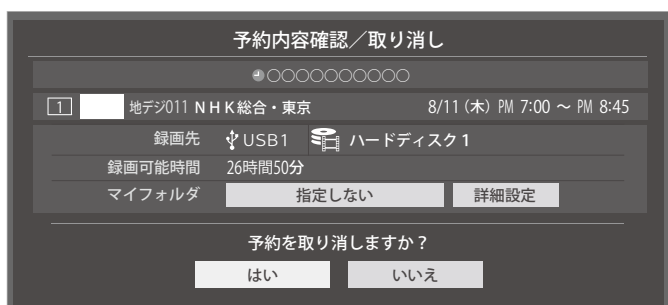 予約内容確認／取り消し
○○○○○○○○○○
1 地デジ011 NHK総合・東京 8/11 (木) PM 7:00 ～ PM 8:45
録画先 USB1 ハードディスク1
録画可能時間 26時間50分
マイフォルダ 指定しない 詳細設定
予約を取り消しますか？
はい いいえ